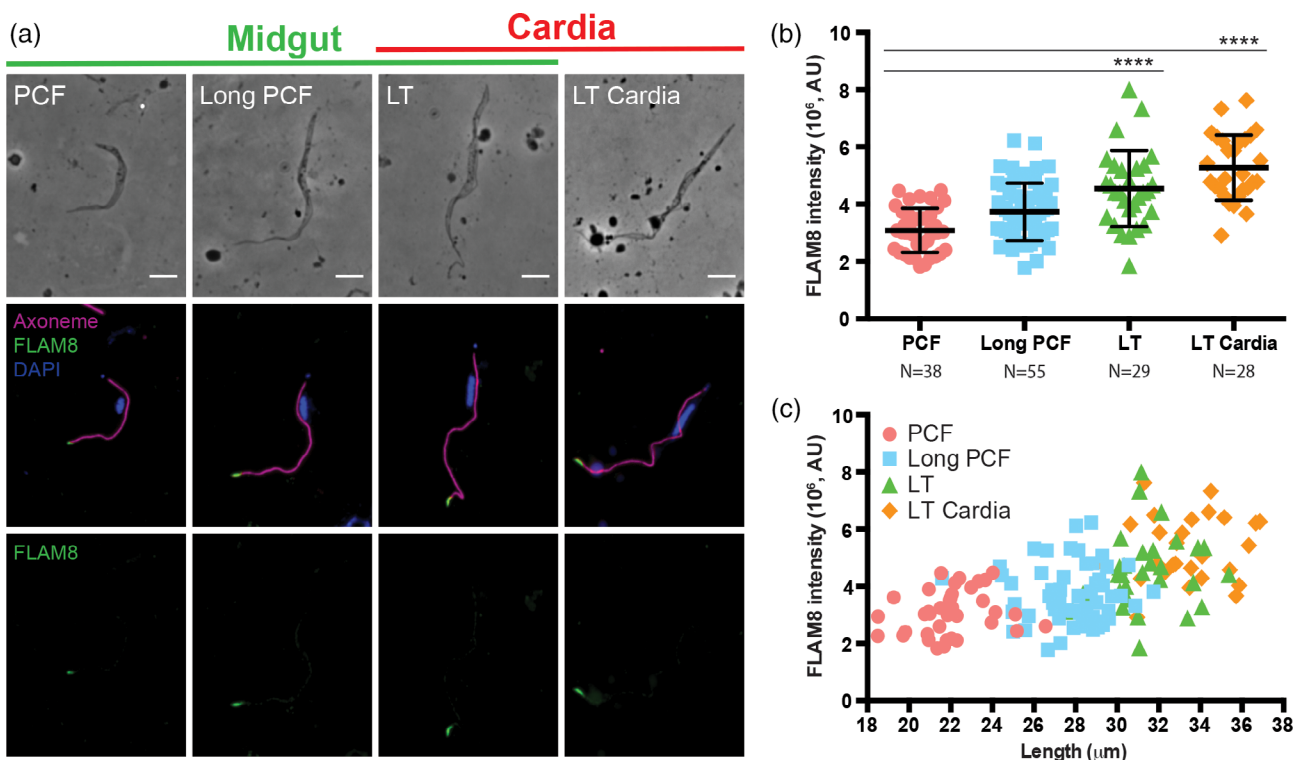 (a)
Midgut
Cardia
PCF
Long PCF
LT
LT Cardia
Axoneme
FLAM8
DAPI
FLAM8
(b)
FLAM8 intensity (10⁶, AU)
10
8
6
4
2
0
****
****
PCF
Long PCF
LT
LT Cardia
N=38
N=55
N=29
N=28
(c)
FLAM8 intensity (10⁶, AU)
10
8
6
4
2
0
PCF
Long PCF
LT
LT Cardia
18 20 22 24 26 28 30 32 34 36 38
Length (μm)